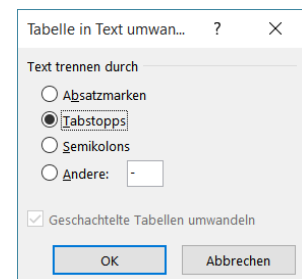 Tabelle in Text umwan... ? ×
Text trennen durch
Absatzmarken
Tabstopps
Semikolons
Andere: -
Geschachtelte Tabellen umwandeln
OK Abbrechen